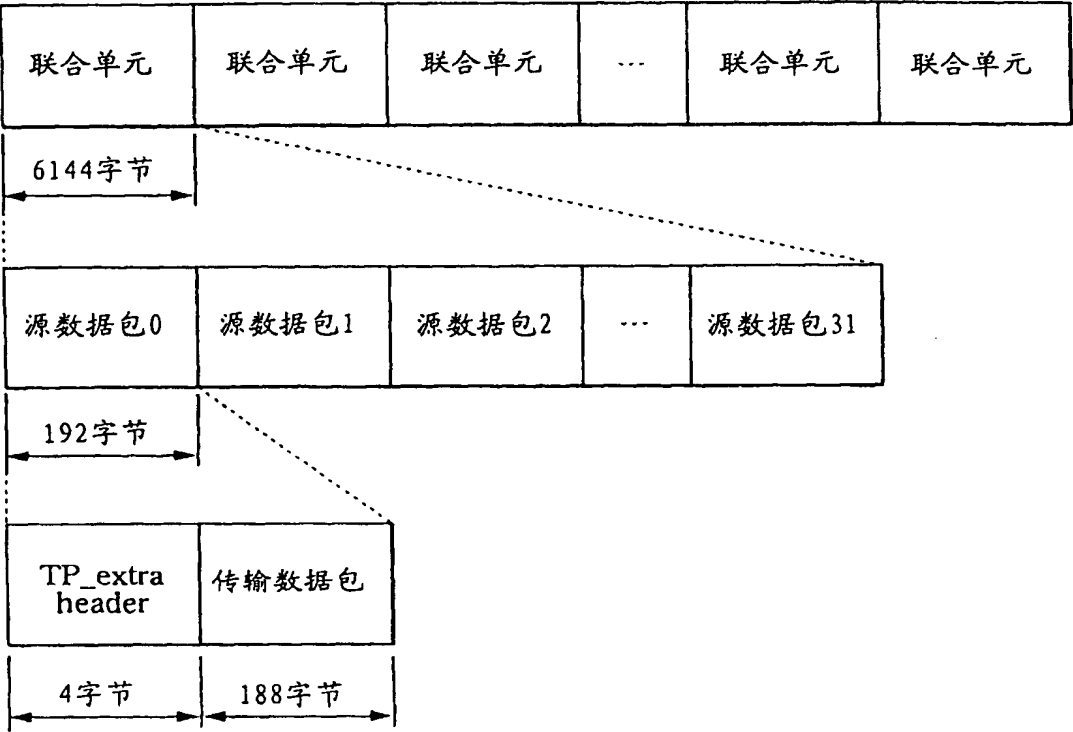 联合单元 联合单元 联合单元 ... 联合单元 联合单元
6144字节
源数据包0 源数据包1 源数据包2 ... 源数据包31
192字节
TP_extra 传输数据包
header
4字节 188字节